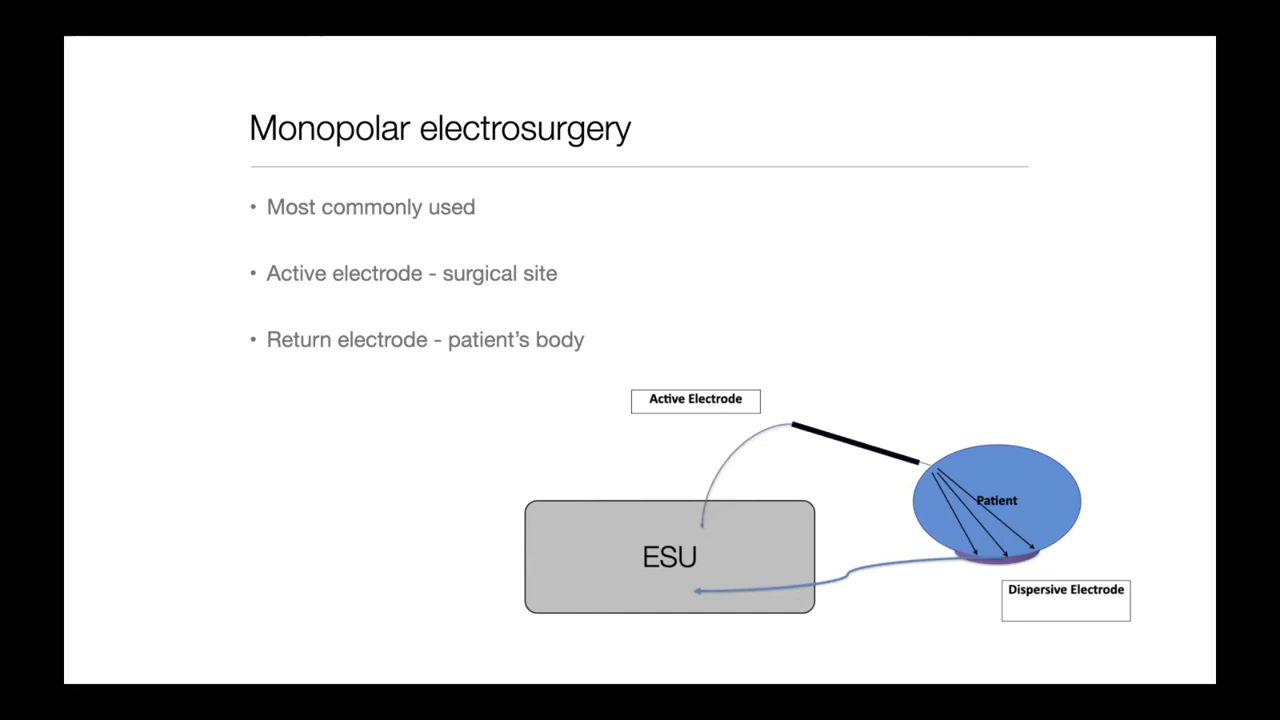 Monopolar electrosurgery
• Most commonly used
• Active electrode - surgical site
• Return electrode - patient’s body
Active Electrode
Patient
ESU
Dispersive Electrode